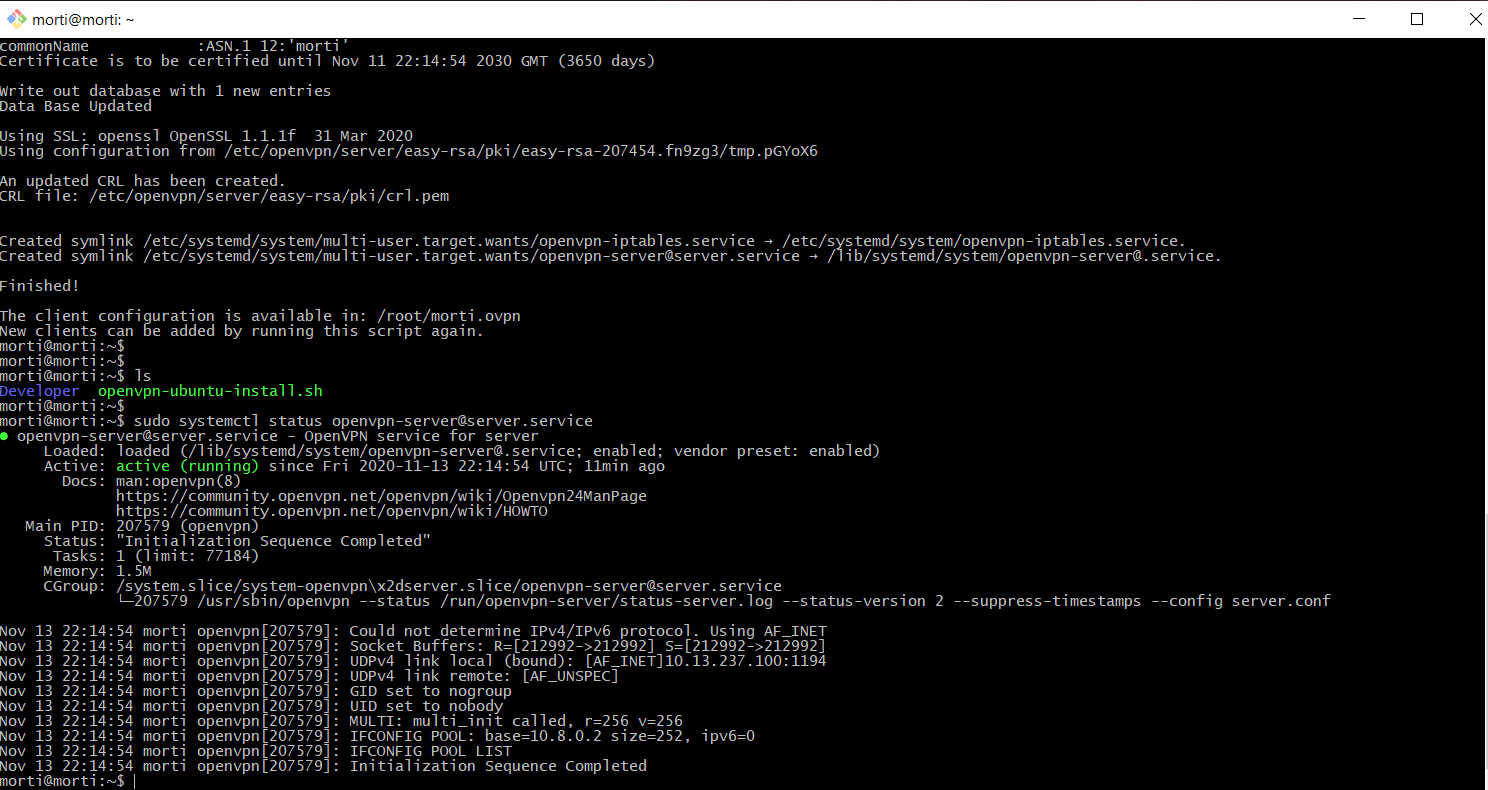 morti@morti: ~
commonName            :ASN.1 12:'morti'
Certificate is to be certified until Nov 11 22:14:54 2030 GMT (3650 days)
Write out database with 1 new entries
Data Base Updated
Using SSL: openssl OpenSSL 1.1.1f  31 Mar 2020
Using configuration from /etc/openvpn/server/easy-rsa/pki/easy-rsa-207454.fn9zg3/tmp.pGYoX6
An updated CRL has been created.
CRL file: /etc/openvpn/server/easy-rsa/pki/crl.pem
Created symlink /etc/systemd/system/multi-user.target.wants/openvpn-iptables.service → /etc/systemd/system/openvpn-iptables.service.
Created symlink /etc/systemd/system/multi-user.target.wants/openvpn-server@server.service → /lib/systemd/system/openvpn-server@.service.
Finished!
The client configuration is available in: /root/morti.ovpn
New clients can be added by running this script again.
morti@morti:~$
morti@morti:~$
morti@morti:~$ ls
Developer  openvpn-ubuntu-install.sh
morti@morti:~$
morti@morti:~$ sudo systemctl status openvpn-server@server.service
● openvpn-server@server.service - OpenVPN service for server
     Loaded: loaded (/lib/systemd/system/openvpn-server@.service; enabled; vendor preset: enabled)
     Active: active (running) since Fri 2020-11-13 22:14:54 UTC; 11min ago
       Docs: man:openvpn(8)
             https://community.openvpn.net/openvpn/wiki/Openvpn24ManPage
             https://community.openvpn.net/openvpn/wiki/HOWTO
   Main PID: 207579 (openvpn)
     Status: "Initialization Sequence Completed"
      Tasks: 1 (limit: 77184)
     Memory: 1.5M
     CGroup: /system.slice/system-openvpn\x2dserver.slice/openvpn-server@server.service
             └─207579 /usr/sbin/openvpn --status /run/openvpn-server/status-server.log --status-version 2 --suppress-timestamps --config server.conf
Nov 13 22:14:54 morti openvpn[207579]: Could not determine IPv4/IPv6 protocol. Using AF_INET
Nov 13 22:14:54 morti openvpn[207579]: Socket Buffers: R=[212992->212992] S=[212992->212992]
Nov 13 22:14:54 morti openvpn[207579]: UDPv4 link local (bound): [AF_INET]10.13.237.100:1194
Nov 13 22:14:54 morti openvpn[207579]: UDPv4 link remote: [AF_UNSPEC]
Nov 13 22:14:54 morti openvpn[207579]: GID set to nogroup
Nov 13 22:14:54 morti openvpn[207579]: UID set to nobody
Nov 13 22:14:54 morti openvpn[207579]: MULTI: multi_init called, r=256 v=256
Nov 13 22:14:54 morti openvpn[207579]: IFCONFIG POOL: base=10.8.0.2 size=252, ipv6=0
Nov 13 22:14:54 morti openvpn[207579]: IFCONFIG POOL LIST
Nov 13 22:14:54 morti openvpn[207579]: Initialization Sequence Completed
morti@morti:~$